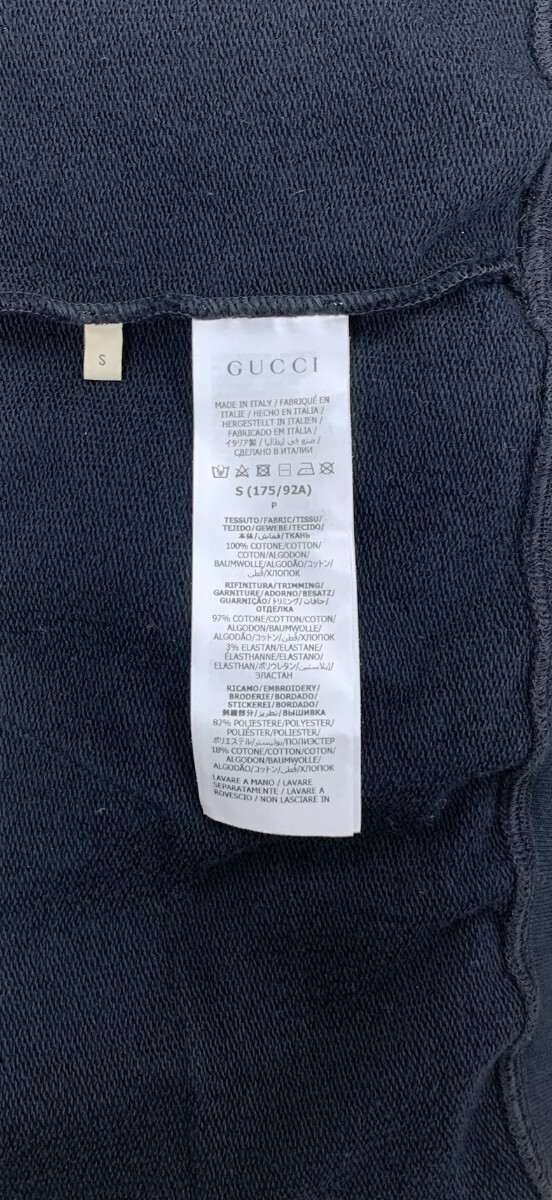 S
GUCCI
MADE IN ITALY / FABRIQUÉ EN
ITALIE / HECHO EN ITALIA /
HERGESTELLT IN ITALIEN /
FABRICADO EM ITÁLIA /
イタリア製 / صنع في إيطاليا /
СДЕЛАНО В ИТАЛИИ
S (175/92A)
P
TESSUTO/FABRIC/TISSU/
TEJIDO/GEWEBE/TECIDO/
本体/قماش/ТКАНЬ
100% COTONE/COTTON/
COTON/ALGODON/
BAUMWOLLE/ALGODÃO/コットン/
قطن/ХЛОПОК
RIFINITURA/TRIMMING/
GARNITURE/ADORNO/BESATZ/
GUARNIÇÃO/トリミング/حافات/
ОТДЕЛКА
97% COTONE/COTTON/COTON/
ALGODON/BAUMWOLLE/
ALGODÃO/コットン/قطن/ХЛОПОК
3% ELASTAN/ELASTANE/
ÉLASTHANNE/ELASTANO/
ELASTHAN/ポリウレタン/إيلاستين/
ЭЛАСТАН
RICAMO/EMBROIDERY/
BRODERIE/BORDADO/
STICKEREI/BORDADO/
刺繍部分/تطريز/ВЫШИВКА
82% POLIESTERE/POLYESTER/
POLIÉSTER/POLYESTER/POLIÉSTER/
ポリエステル/بوليستر/ПОЛИЭСТЕР
18% COTONE/COTTON/COTON/
ALGODON/BAUMWOLLE/
ALGODÃO/コットン/قطن/ХЛОПОК
LAVARE A MANO / LAVARE
SEPARATAMENTE / LAVARE A
ROVESCIO / NON LASCIARE IN